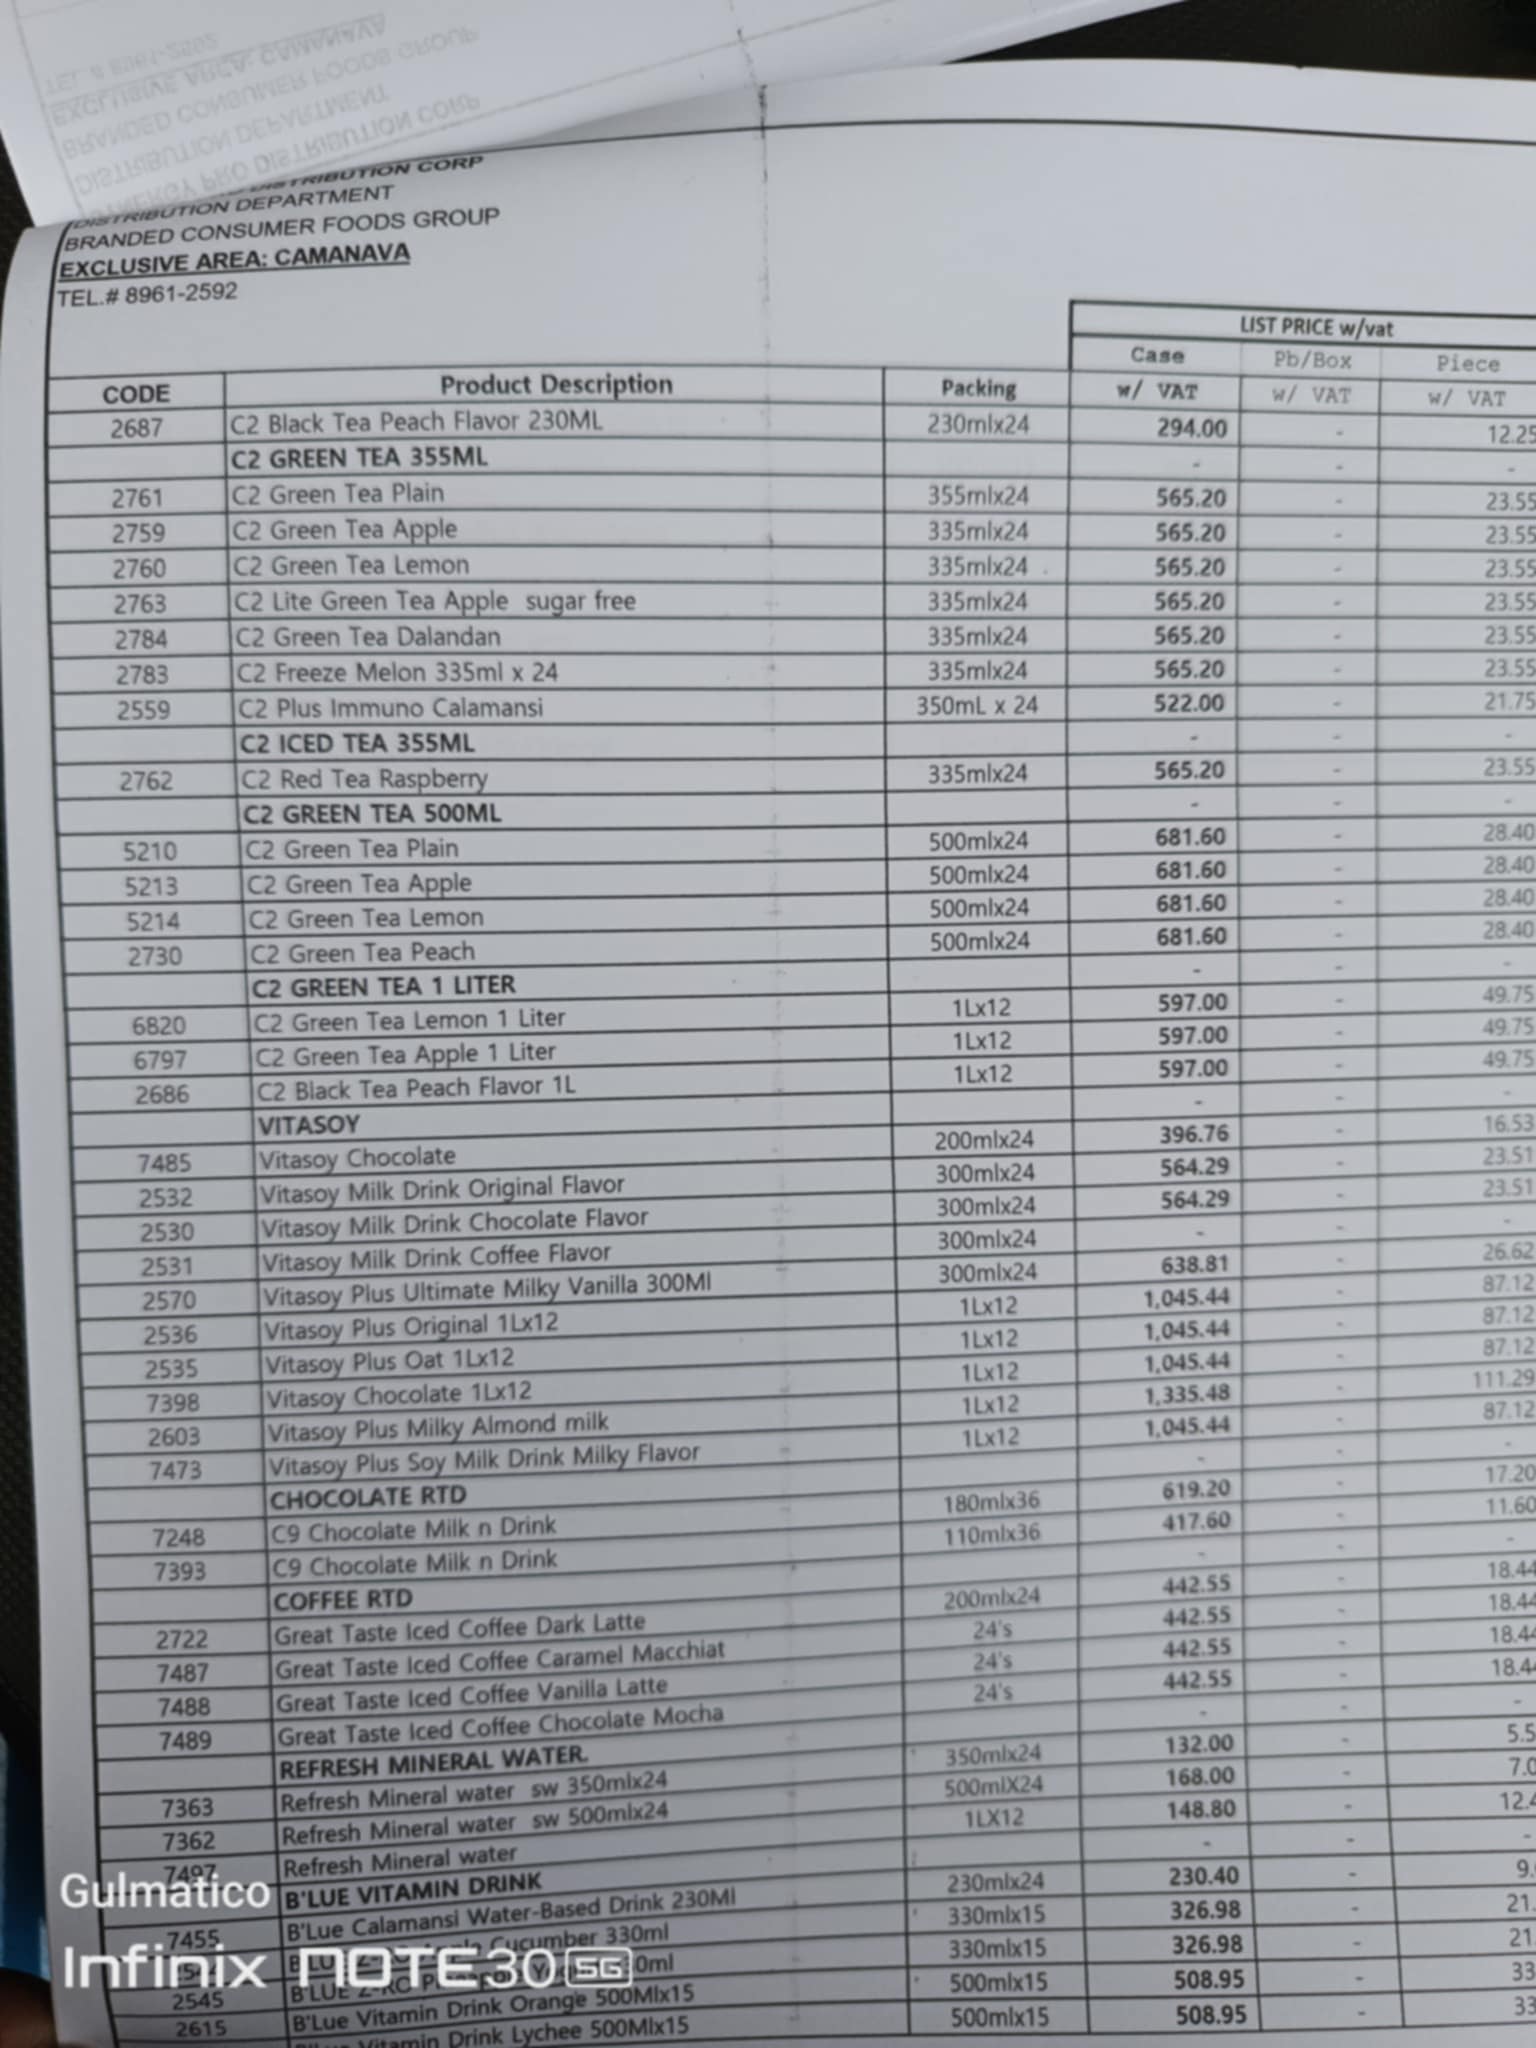 TEL. # 8961-2592
EXCLUSIVE AREA: CAMANAVA
BRANDED CONSUMER FOODS GROUP
DISTRIBUTION DEPARTMENT
PRO DISTRIBUTION CORP
DISTRIBUTION CORP
DISTRIBUTION DEPARTMENT
BRANDED CONSUMER FOODS GROUP
EXCLUSIVE AREA: CAMANAVA
TEL.# 8961-2592
LIST PRICE w/vat
Case Pb/Box Piece
CODE Product Description Packing w/ VAT w/ VAT w/ VAT
2687 C2 Black Tea Peach Flavor 230ML 230mlx24 294.00 - 12.25
C2 GREEN TEA 355ML - - -
2761 C2 Green Tea Plain 355mlx24 565.20 - 23.55
2759 C2 Green Tea Apple 335mlx24 565.20 - 23.55
2760 C2 Green Tea Lemon 335mlx24 565.20 - 23.55
2763 C2 Lite Green Tea Apple sugar free 335mlx24 565.20 - 23.55
2784 C2 Green Tea Dalandan 335mlx24 565.20 - 23.55
2783 C2 Freeze Melon 335ml x 24 335mlx24 565.20 - 23.55
2559 C2 Plus Immuno Calamansi 350mL x 24 522.00 - 21.75
C2 ICED TEA 355ML - - -
2762 C2 Red Tea Raspberry 335mlx24 565.20 - 23.55
C2 GREEN TEA 500ML - - -
5210 C2 Green Tea Plain 500mlx24 681.60 - 28.40
5213 C2 Green Tea Apple 500mlx24 681.60 - 28.40
5214 C2 Green Tea Lemon 500mlx24 681.60 - 28.40
2730 C2 Green Tea Peach 500mlx24 681.60 - 28.40
C2 GREEN TEA 1 LITER - - -
6820 C2 Green Tea Lemon 1 Liter 1Lx12 597.00 - 49.75
6797 C2 Green Tea Apple 1 Liter 1Lx12 597.00 - 49.75
2686 C2 Black Tea Peach Flavor 1L 1Lx12 597.00 - 49.75
VITASOY - - -
7485 Vitasoy Chocolate 200mlx24 396.76 - 16.53
2532 Vitasoy Milk Drink Original Flavor 300mlx24 564.29 - 23.51
2530 Vitasoy Milk Drink Chocolate Flavor 300mlx24 564.29 - 23.51
2531 Vitasoy Milk Drink Coffee Flavor 300mlx24 - - -
2570 Vitasoy Plus Ultimate Milky Vanilla 300Ml 300mlx24 638.81 - 26.62
2536 Vitasoy Plus Original 1Lx12 1Lx12 1,045.44 - 87.12
2535 Vitasoy Plus Oat 1Lx12 1Lx12 1,045.44 - 87.12
7398 Vitasoy Chocolate 1Lx12 1Lx12 1,045.44 - 87.12
2603 Vitasoy Plus Milky Almond milk 1Lx12 1,335.48 - 111.29
7473 Vitasoy Plus Soy Milk Drink Milky Flavor 1Lx12 1,045.44 - 87.12
CHOCOLATE RTD - - -
7248 C9 Chocolate Milk n Drink 180mlx36 619.20 - 17.20
7393 C9 Chocolate Milk n Drink 110mlx36 417.60 - 11.60
COFFEE RTD - - -
2722 Great Taste Iced Coffee Dark Latte 200mlx24 442.55 - 18.44
7487 Great Taste Iced Coffee Caramel Macchiat 24's 442.55 - 18.44
7488 Great Taste Iced Coffee Vanilla Latte 24's 442.55 - 18.44
7489 Great Taste Iced Coffee Chocolate Mocha 24's 442.55 - 18.44
REFRESH MINERAL WATER. - - -
7363 Refresh Mineral water sw 350mlx24 350mlx24 132.00 - 5.5
7362 Refresh Mineral water sw 500mlx24 500mlX24 168.00 - 7.0
7497 Refresh Mineral water 1LX12 148.80 - 12.4
B'LUE VITAMIN DRINK - - -
7455 B'Lue Calamansi Water-Based Drink 230Ml 230mlx24 230.40 - 9.
Cucumber 330ml 330mlx15 326.98 - 21.
2545 B'LUE 330mlx15 326.98 - 21
2615 B'Lue Vitamin Drink Orange 500Mlx15 500mlx15 508.95 - 33
Vitamin Drink Lychee 500Mlx15 500mlx15 508.95 - 33
Gulmatico
Infinix NOTE 30 5G